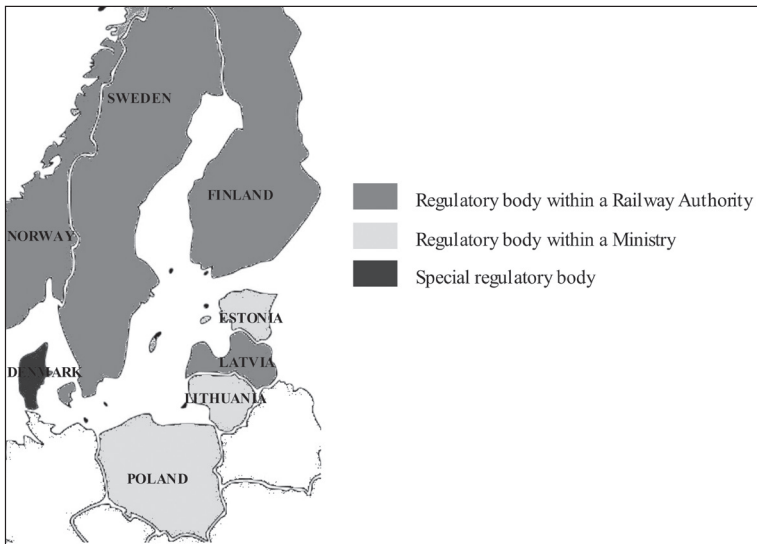 SWEDEN
FINLAND
NORWAY
ESTONIA
DENMARK
LATVIA
LITHUANIA
POLAND
Regulatory body within a Railway Authority
Regulatory body within a Ministry
Special regulatory body